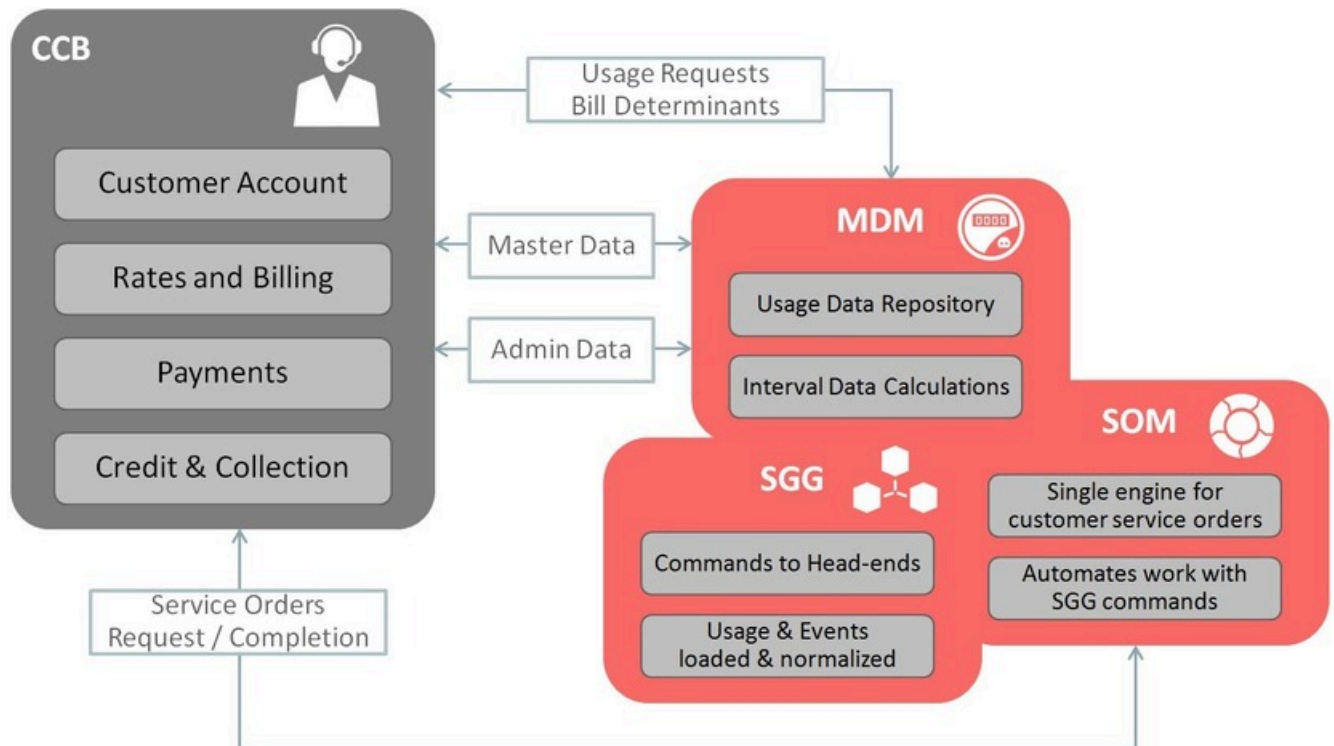 CCB
Customer Account
Rates and Billing
Payments
Credit & Collection
Usage Requests
Bill Determinants
Master Data
Admin Data
Service Orders
Request / Completion
MDM
0000
Usage Data Repository
Interval Data Calculations
SGG
Commands to Head-ends
Usage & Events
loaded & normalized
SOM
Single engine for
customer service orders
Automates work with
SGG commands